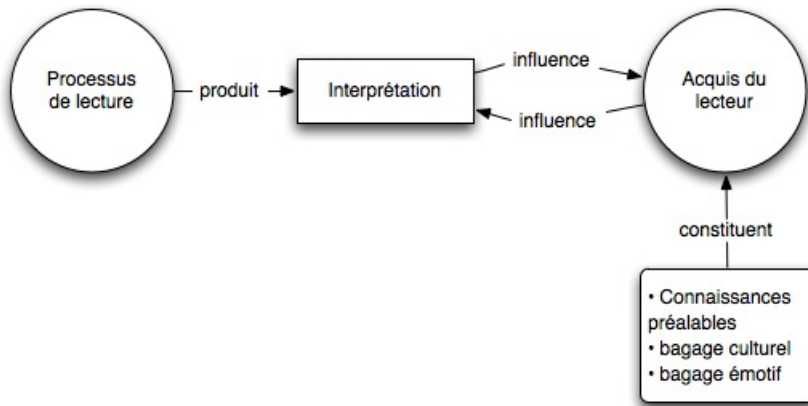 Processus
de lecture
produit
Interprétation
influence
influence
Acquis du
lecteur
constituent
• Connaissances
préalables
• bagage culturel
• bagage émotif